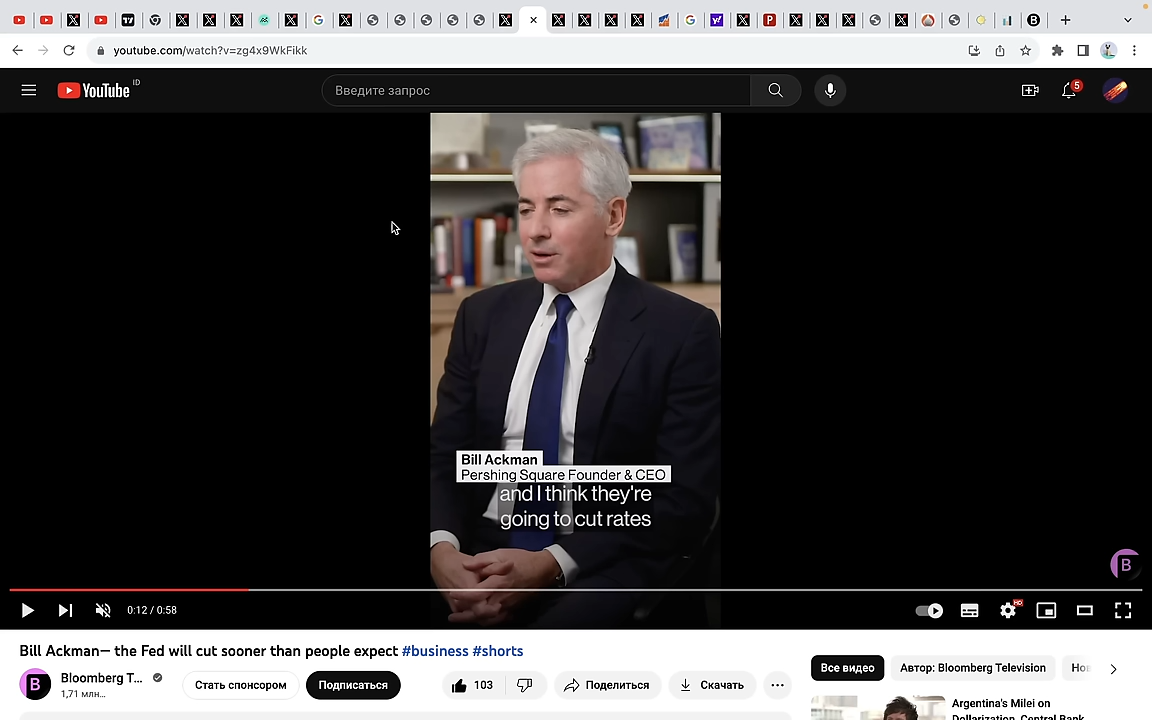 youtube.com/watch?v=zg4x9WkFikk
YouTube ID
Введите запрос
5
Bill Ackman
Pershing Square Founder & CEO
and I think they're
going to cut rates
B
0:12 / 0:58
HD
Bill Ackman— the Fed will cut sooner than people expect #business #shorts
B
Bloomberg T...
1,71 млн...
Стать спонсором
Подписаться
103
Поделиться
Скачать
Все видео
Автор: Bloomberg Television
Argentina's Milei on
Dollarization, Central Bank